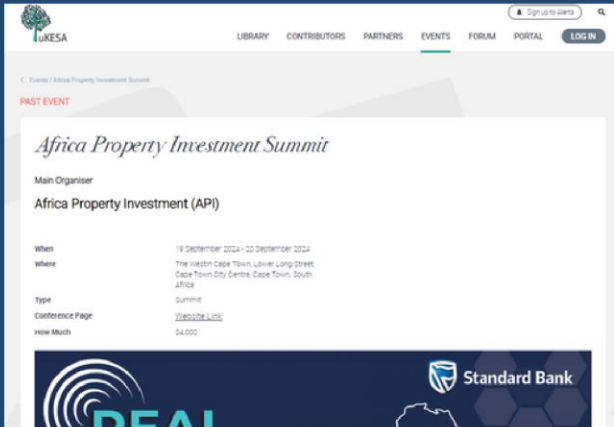 Sign up to Alerts
uKESA
LIBRARY CONTRIBUTORS PARTNERS EVENTS FORUM PORTAL LOG IN
Events / Africa Property Investment Summit
PAST EVENT
Africa Property Investment Summit
Main Organiser
Africa Property Investment (API)
When 19 September 2024 - 20 September 2024
Where The Westin Cape Town, Lower Long Street,
Cape Town City Centre, Cape Town, South
Africa
Type Summit
Conference Page Website Link
How Much $4,000
Standard Bank
REAL